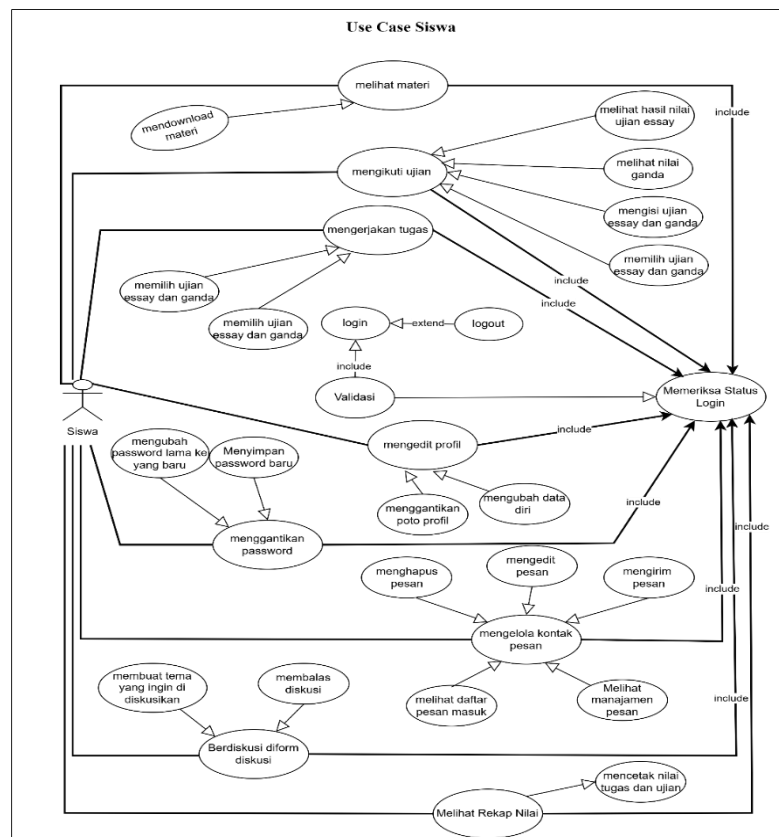 Use Case Siswa
melihat materi
include
mendownload
materi
melihat hasil nilai
ujian essay
mengikuti ujian
melihat nilai
ganda
mengisi ujian
essay dan ganda
mengerjakan tugas
memilih ujian
essay dan ganda
include
include
memilih ujian
essay dan ganda
memilih ujian
essay dan ganda
login
extend
logout
include
Validasi
Memeriksa Status
Login
Siswa
mengubah
password lama ke
yang baru
Menyimpan
password baru
mengedit profil
include
menggantikan
poto profil
mengubah data
diri
include
menggantikan
password
include
menghapus
pesan
mengedit
pesan
mengirim
pesan
include
mengelola kontak
pesan
membuat tema
yang ingin di
diskusikan
membalas
diskusi
melihat daftar
pesan masuk
Melihat
manajamen
pesan
include
Berdiskusi diform
diskusi
mencetak nilai
tugas dan ujian
Melihat Rekap Nilai